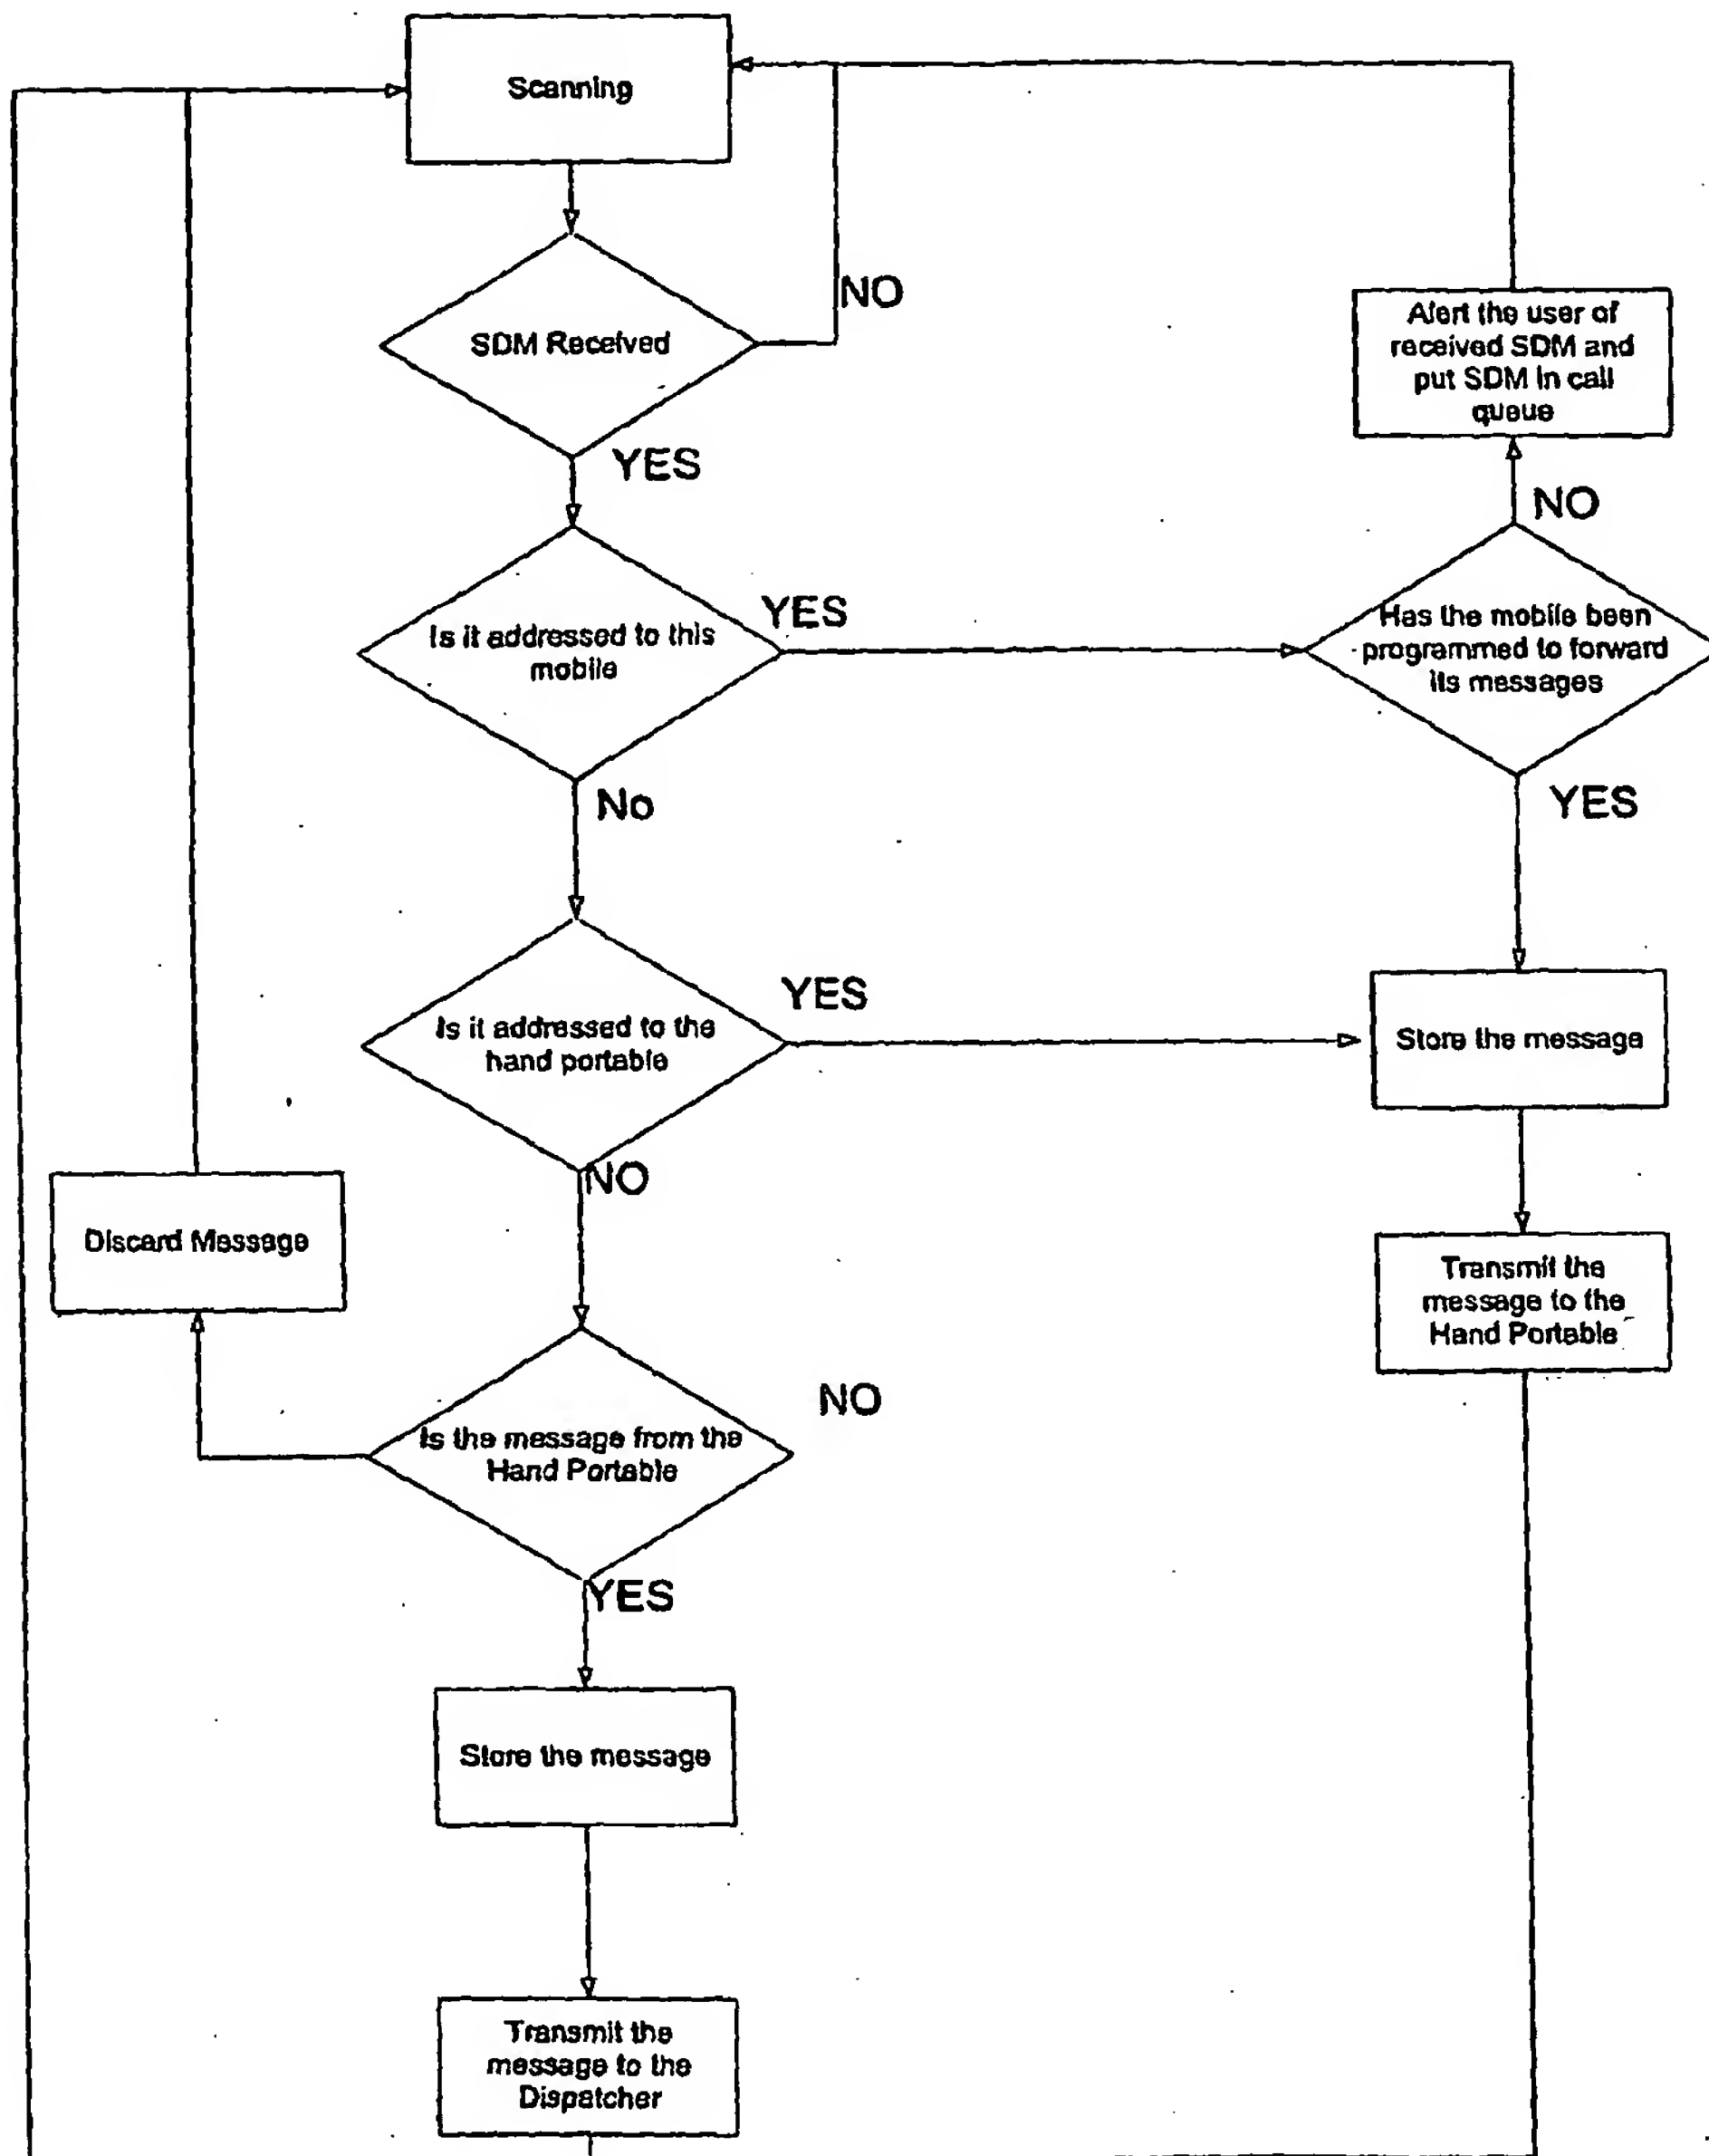 Scanning
SDM Received
NO
YES
Alert the user of
received SDM and
put SDM in call
queue
NO
Is it addressed to this
mobile
YES
Has the mobile been
programmed to forward
its messages
No
YES
Is it addressed to the
hand portable
YES
Store the message
NO
Discard Message
Transmit the
message to the
Hand Portable
NO
Is the message from the
Hand Portable
YES
Store the message
Transmit the
message to the
Dispatcher